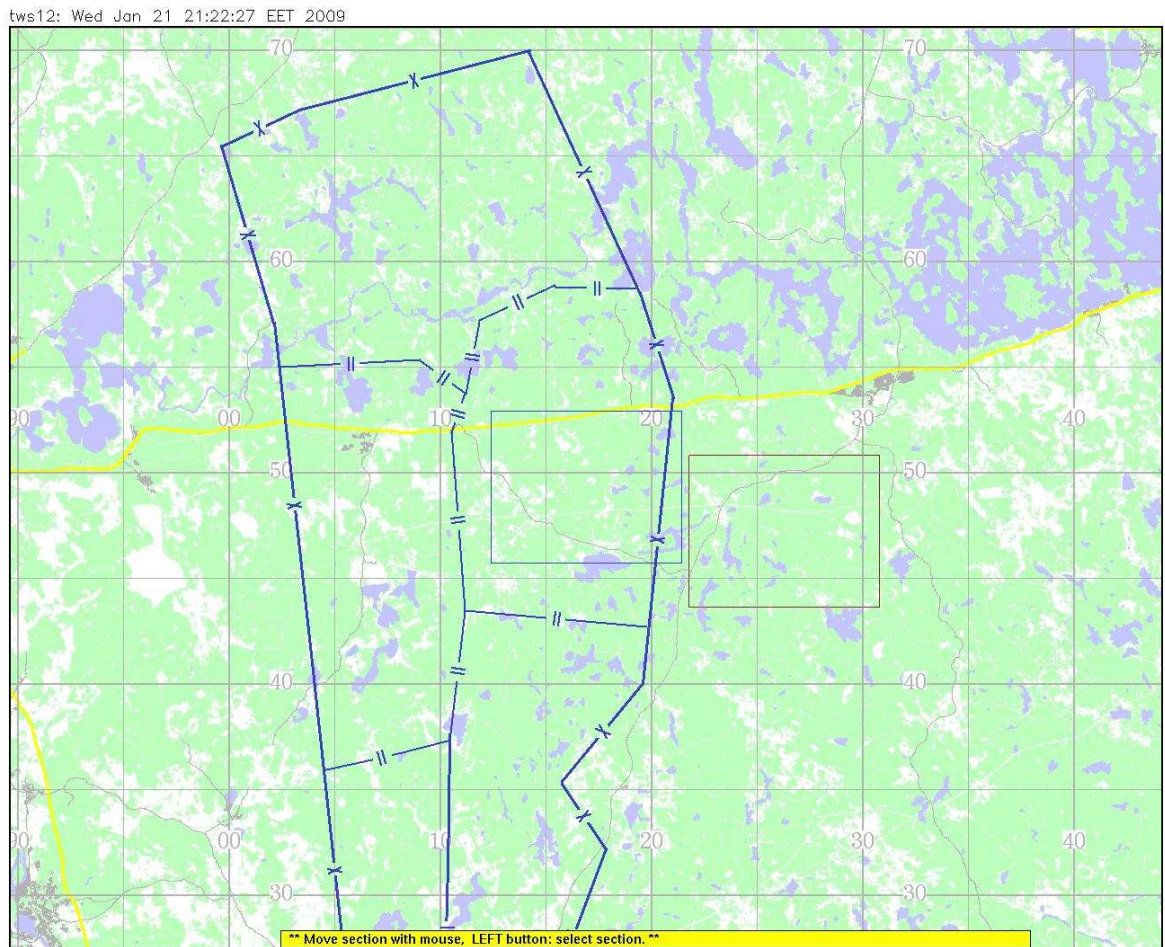 tws12: Wed Jan 21 21:22:27 EET 2009
70 70
60 60
90 00 10 20 30 40
50 50
40 40
90 00 10 20 30 40
30 30
** Move section with mouse, LEFT button: select section. **